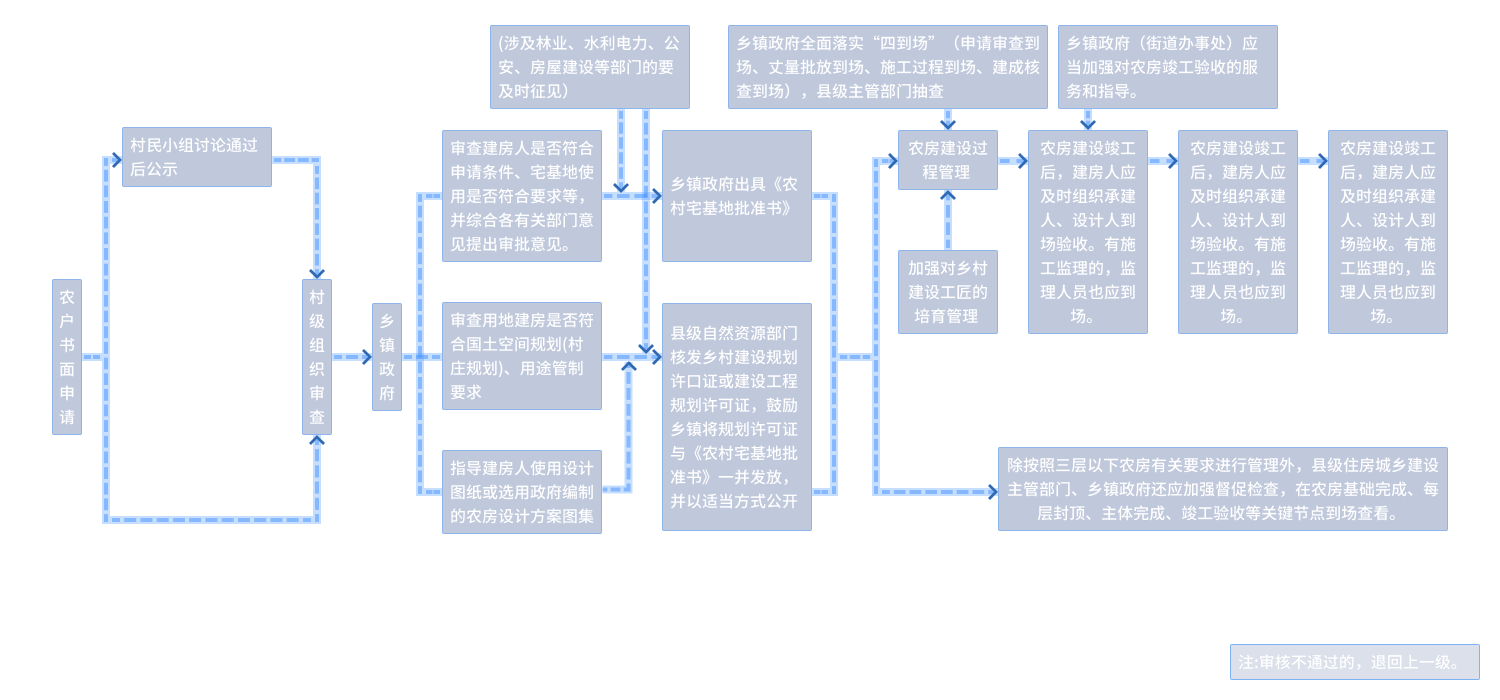 (涉及林业、水利电力、公
安、房屋建设等部门的要
及时征见）
乡镇政府全面落实“四到场”（申请审查到
场、丈量批放到场、施工过程到场、建成核
查到场），县级主管部门抽查
乡镇政府（街道办事处）应
当加强对农房竣工验收的服
务和指导。
村民小组讨论通过
后公示
农
户
书
面
申
请
村
级
组
织
审
查
乡
镇
政
府
审查建房人是否符合
申请条件、宅基地使
用是否符合要求等，
并综合各有关部门意
见提出审批意见。
审查用地建房是否符
合国土空间规划(村
庄规划)、用途管制
要求
指导建房人使用设计
图纸或选用政府编制
的农房设计方案图集
乡镇政府出具《农
村宅基地批准书》
县级自然资源部门
核发乡村建设规划
许口证或建设工程
规划许可证，鼓励
乡镇将规划许可证
与《农村宅基地批
准书》一并发放，
并以适当方式公开
农房建设过
程管理
加强对乡村
建设工匠的
培育管理
农房建设竣工
后，建房人应
及时组织承建
人、设计人到
场验收。有施
工监理的，监
理人员也应到
场。
农房建设竣工
后，建房人应
及时组织承建
人、设计人到
场验收。有施
工监理的，监
理人员也应到
场。
农房建设竣工
后，建房人应
及时组织承建
人、设计人到
场验收。有施
工监理的，监
理人员也应到
场。
除按照三层以下农房有关要求进行管理外，县级住房城乡建设
主管部门、乡镇政府还应加强督促检查，在农房基础完成、每
层封顶、主体完成、竣工验收等关键节点到场查看。
注:审核不通过的，退回上一级。